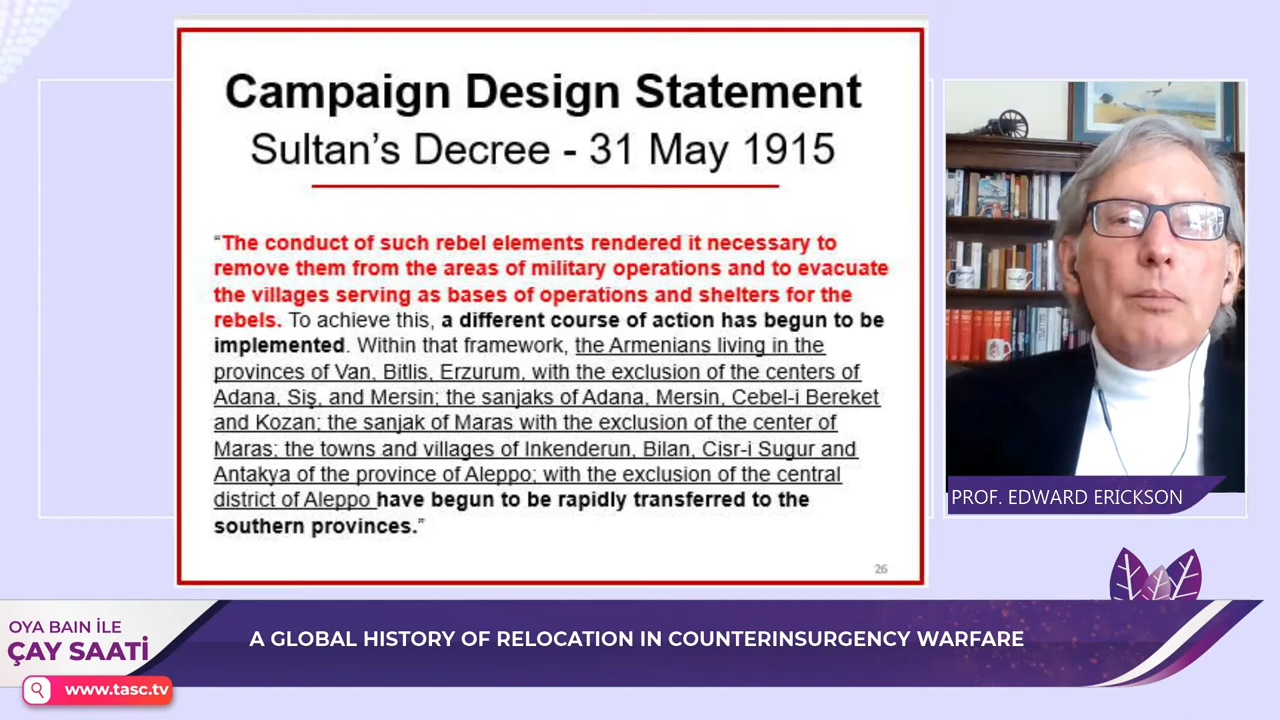 Campaign Design Statement
Sultan's Decree - 31 May 1915
“The conduct of such rebel elements rendered it necessary to
remove them from the areas of military operations and to evacuate
the villages serving as bases of operations and shelters for the
rebels. To achieve this, a different course of action has begun to be
implemented. Within that framework, the Armenians living in the
provinces of Van, Bitlis, Erzurum, with the exclusion of the centers of
Adana, Siş, and Mersin; the sanjaks of Adana, Mersin, Cebel-i Bereket
and Kozan; the sanjak of Maras with the exclusion of the center of
Maras; the towns and villages of Inkenderun, Bilan, Cisr-i Sugur and
Antakya of the province of Aleppo; with the exclusion of the central
district of Aleppo have begun to be rapidly transferred to the
southern provinces.”
26
PROF. EDWARD ERICKSON
OYA BAIN İLE
ÇAY SAATİ
A GLOBAL HISTORY OF RELOCATION IN COUNTERINSURGENCY WARFARE
www.tasc.tv